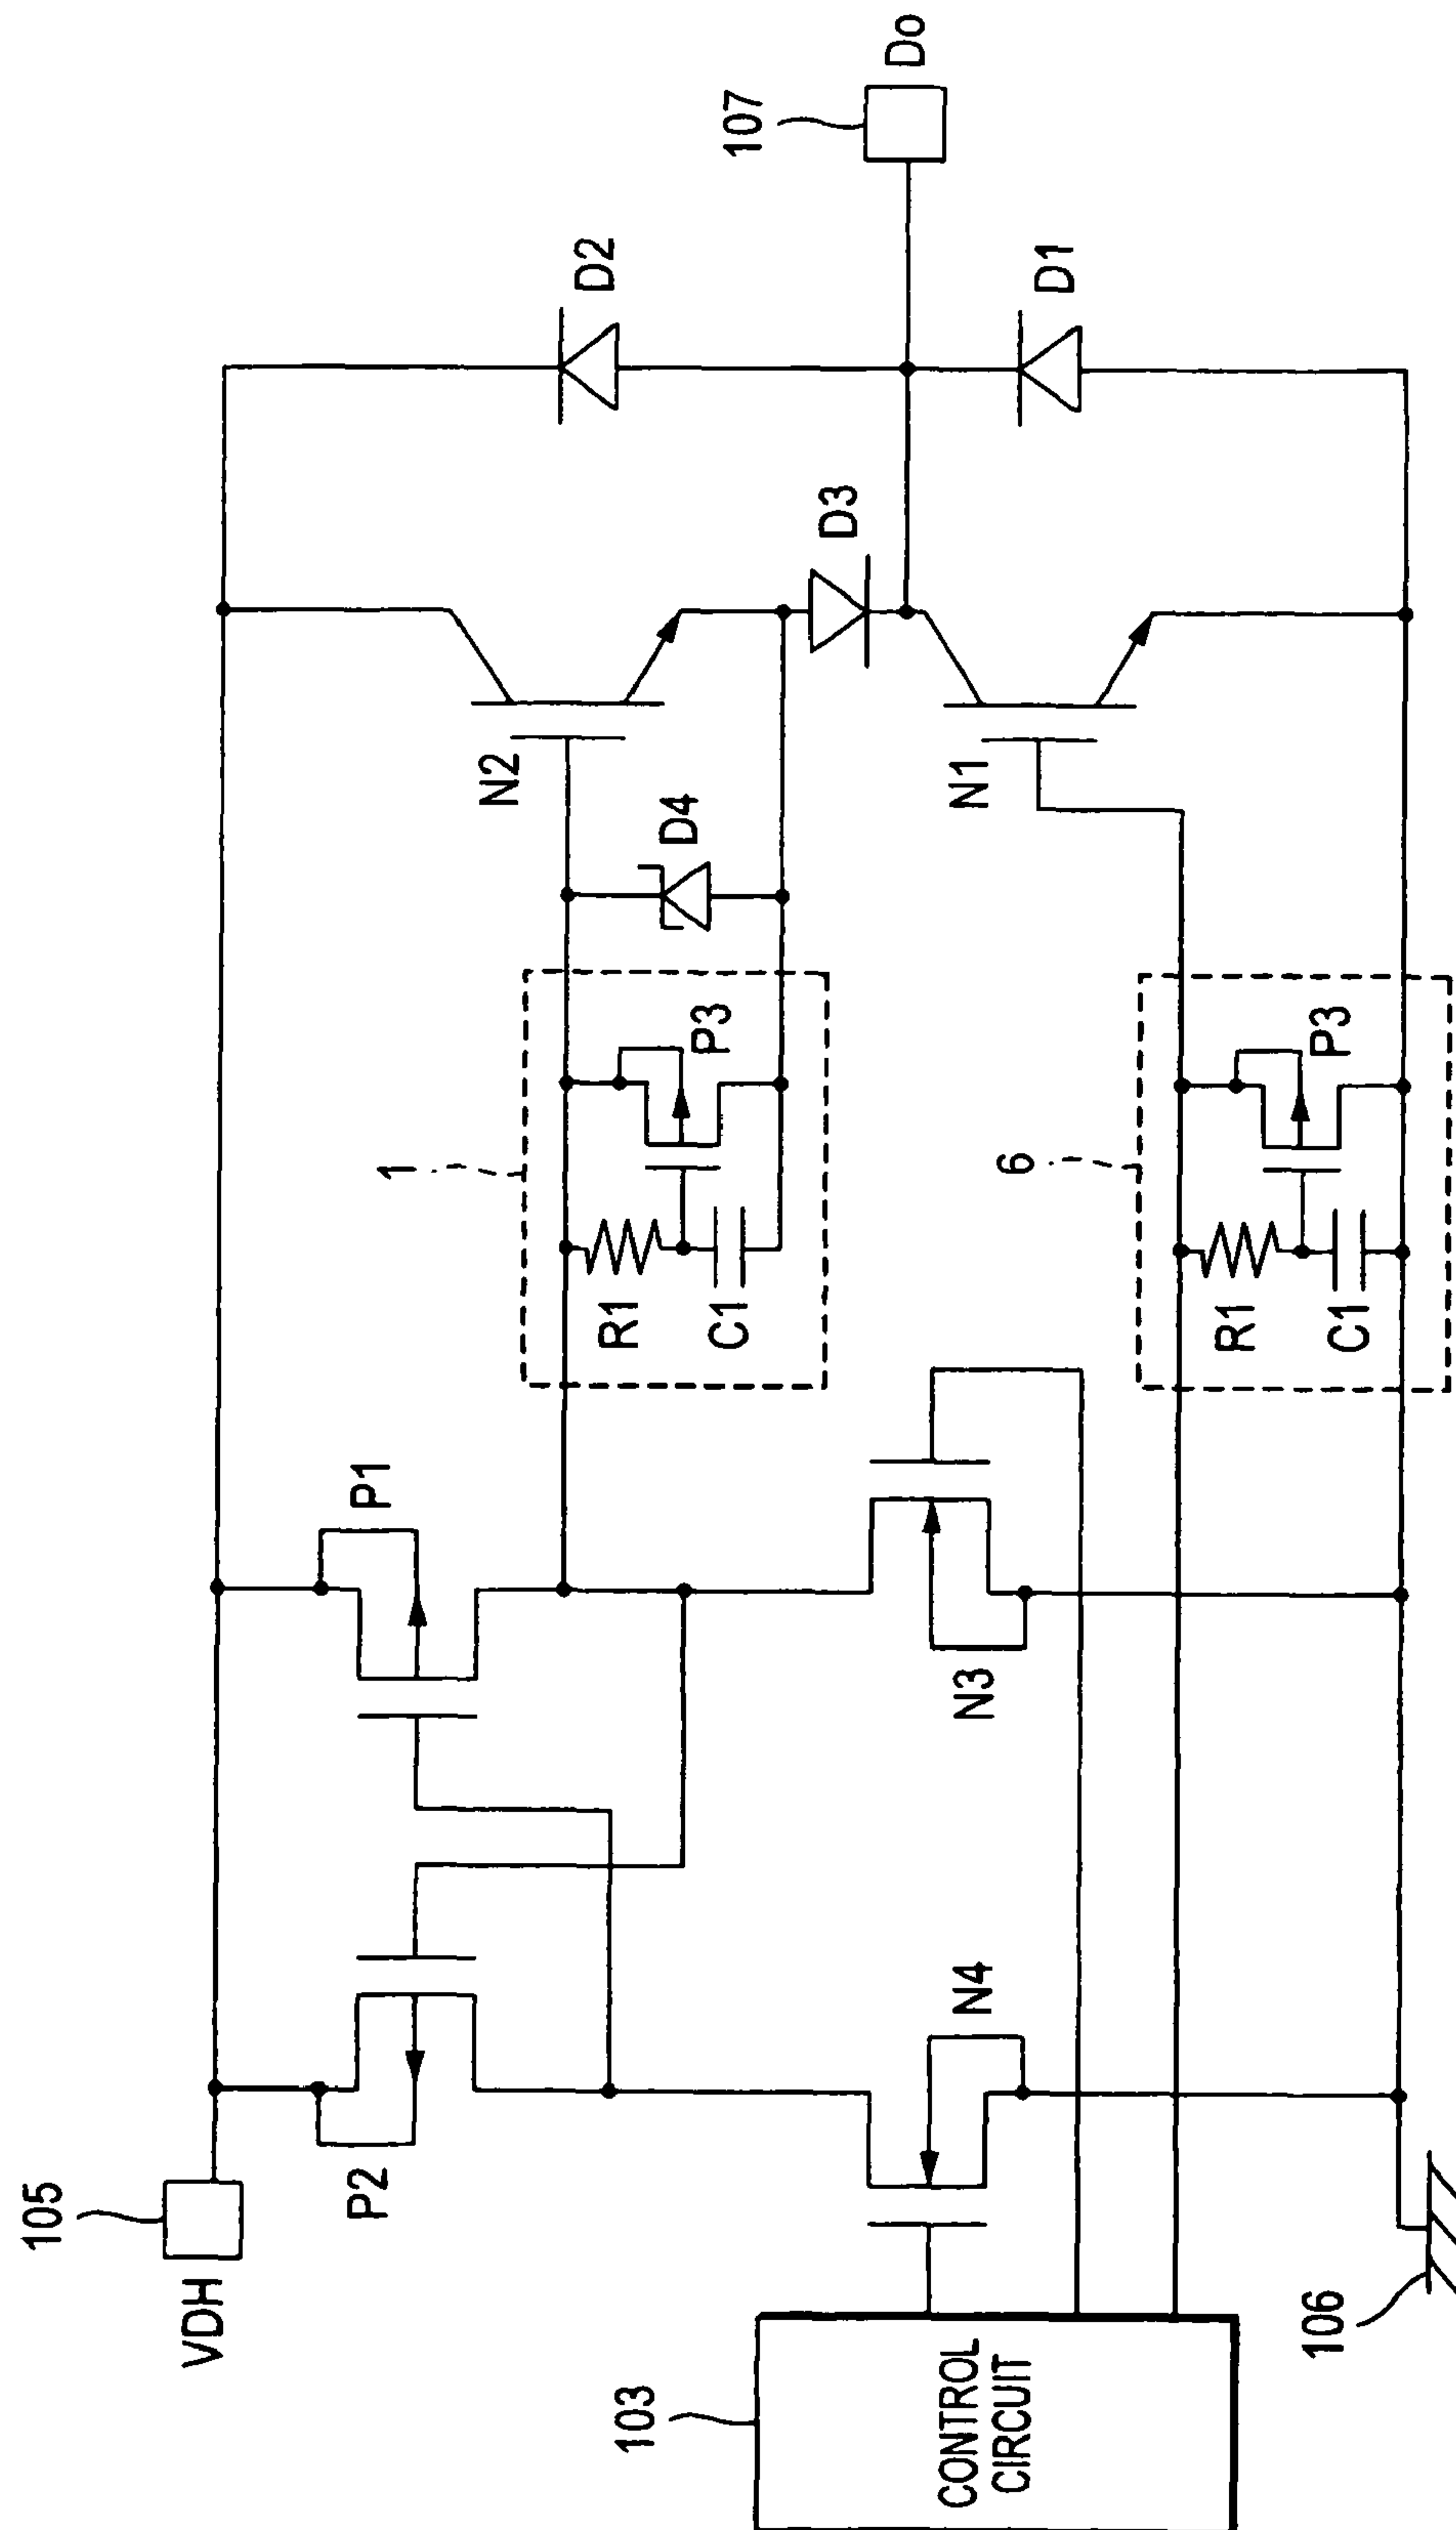 105
VDH
P2
P1
N2
D2
1
R1
C1
P3
D4
D3
107
Do
103
CONTROL
CIRCUIT
N4
N3
N1
D1
6
R1
C1
P3
106